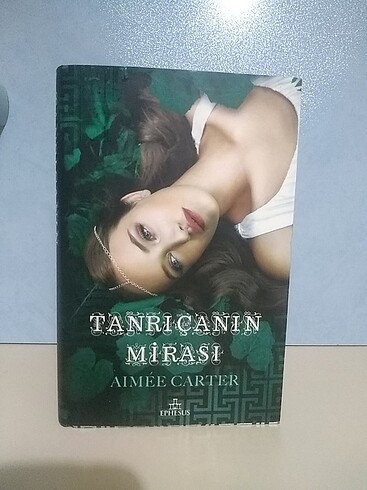 TANRIÇANIN
MİRASI
AIMÉE CARTER
EPHESUS